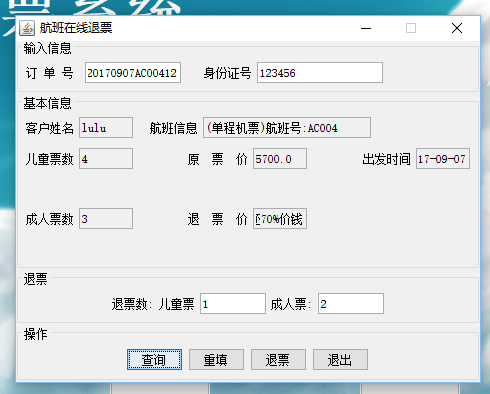 票系统
航班在线退票
输入信息
订 单 号 20170907AC00412 身份证号 123456
基本信息
客户姓名 lulu 航班信息 (单程机票)航班号:AC004
儿童票数 4 原 票 价 5700.0 出发时间 17-09-07
成人票数 3 退 票 价 70%价钱
退票
退票数: 儿童票 1 成人票: 2
操作
查询 重填 退票 退出